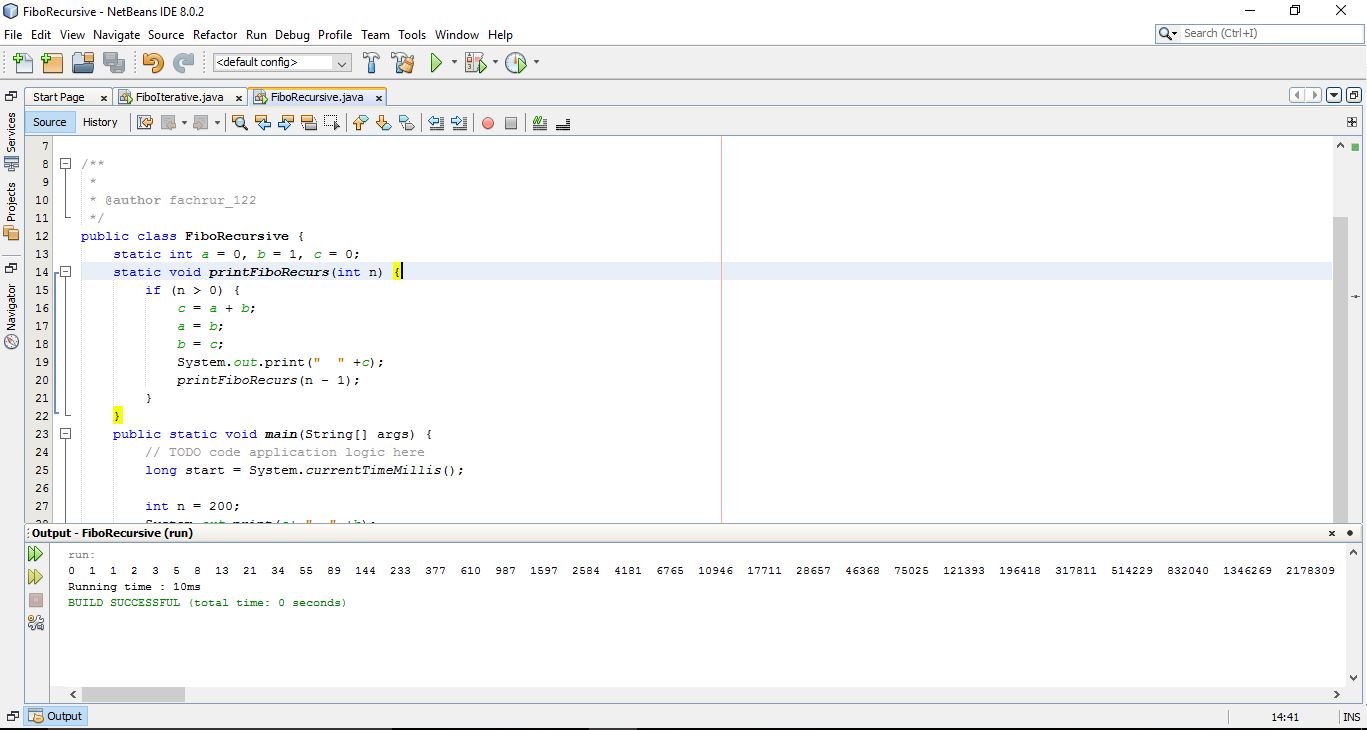 FiboRecursive - NetBeans IDE 8.0.2
File Edit View Navigate Source Refactor Run Debug Profile Team Tools Window Help
Search (Ctrl+I)
<default config>
Start Page FiboIterative.java FiboRecursive.java
Source History
Services
Projects
Navigator
7
8 /**
9 *
10 * @author fachrur_122
11 */
12 public class FiboRecursive {
13 static int a = 0, b = 1, c = 0;
14 static void printFiboRecurs(int n) {
15 if (n > 0) {
16 c = a + b;
17 a = b;
18 b = c;
19 System.out.print("  " +c);
20 printFiboRecurs(n - 1);
21 }
22 }
23 public static void main(String[] args) {
24 // TODO code application logic here
25 long start = System.currentTimeMillis();
26
27 int n = 200;
Output - FiboRecursive (run)
run:
0 1 1 2 3 5 8 13 21 34 55 89 144 233 377 610 987 1597 2584 4181 6765 10946 17711 28657 46368 75025 121393 196418 317811 514229 832040 1346269 2178309
Running time : 10ms
BUILD SUCCESSFUL (total time: 0 seconds)
Output
14:41 INS